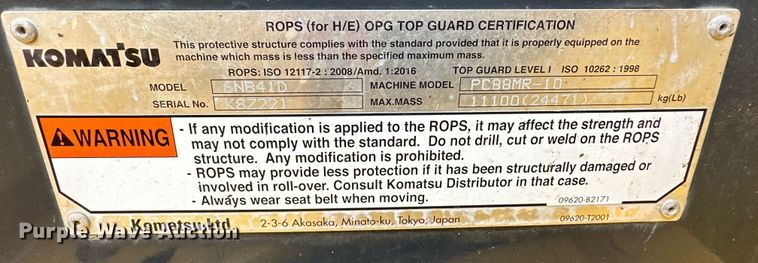 ROPS (for H/E) OPG TOP GUARD CERTIFICATION
KOMATSU
This protective structure complies with the standard provided that it is properly equipped on the
machine which mass is less than the specified maximum mass.
ROPS: ISO 12117-2 : 2008/Amd. 1:2016 TOP GUARD LEVEL I ISO 10262 : 1998
MODEL 6NB41D MACHINE MODEL PC88MR-10
SERIAL No. K87221 MAX.MASS 11100(24471) kg(Lb)
WARNING
- If any modification is applied to the ROPS, it may affect the strength and
may not comply with the standard. Do not drill, cut or weld on the ROPS
structure. Any modification is prohibited.
- ROPS may provide less protection if it has been structurally damaged or
involved in roll-over. Consult Komatsu Distributor in that case.
- Always wear seat belt when moving.
09620-B2171
Komatsu Ltd. 2-3-6 Akasaka, Minato-ku, Tokyo, Japan 09620-T2001
Purple Wave Auction